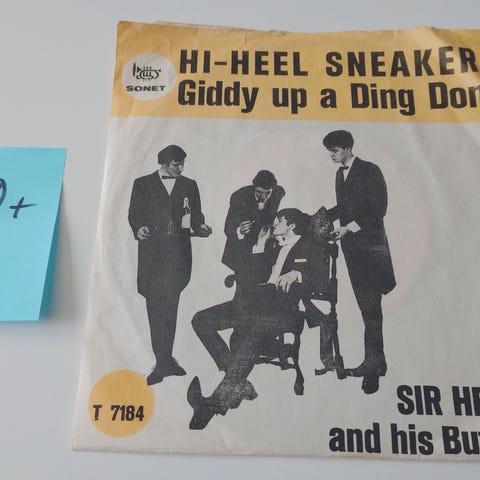 HI-HEEL SNEAKER
Giddy up a Ding Don
SONET
T 7184
SIR HE
and his Bu